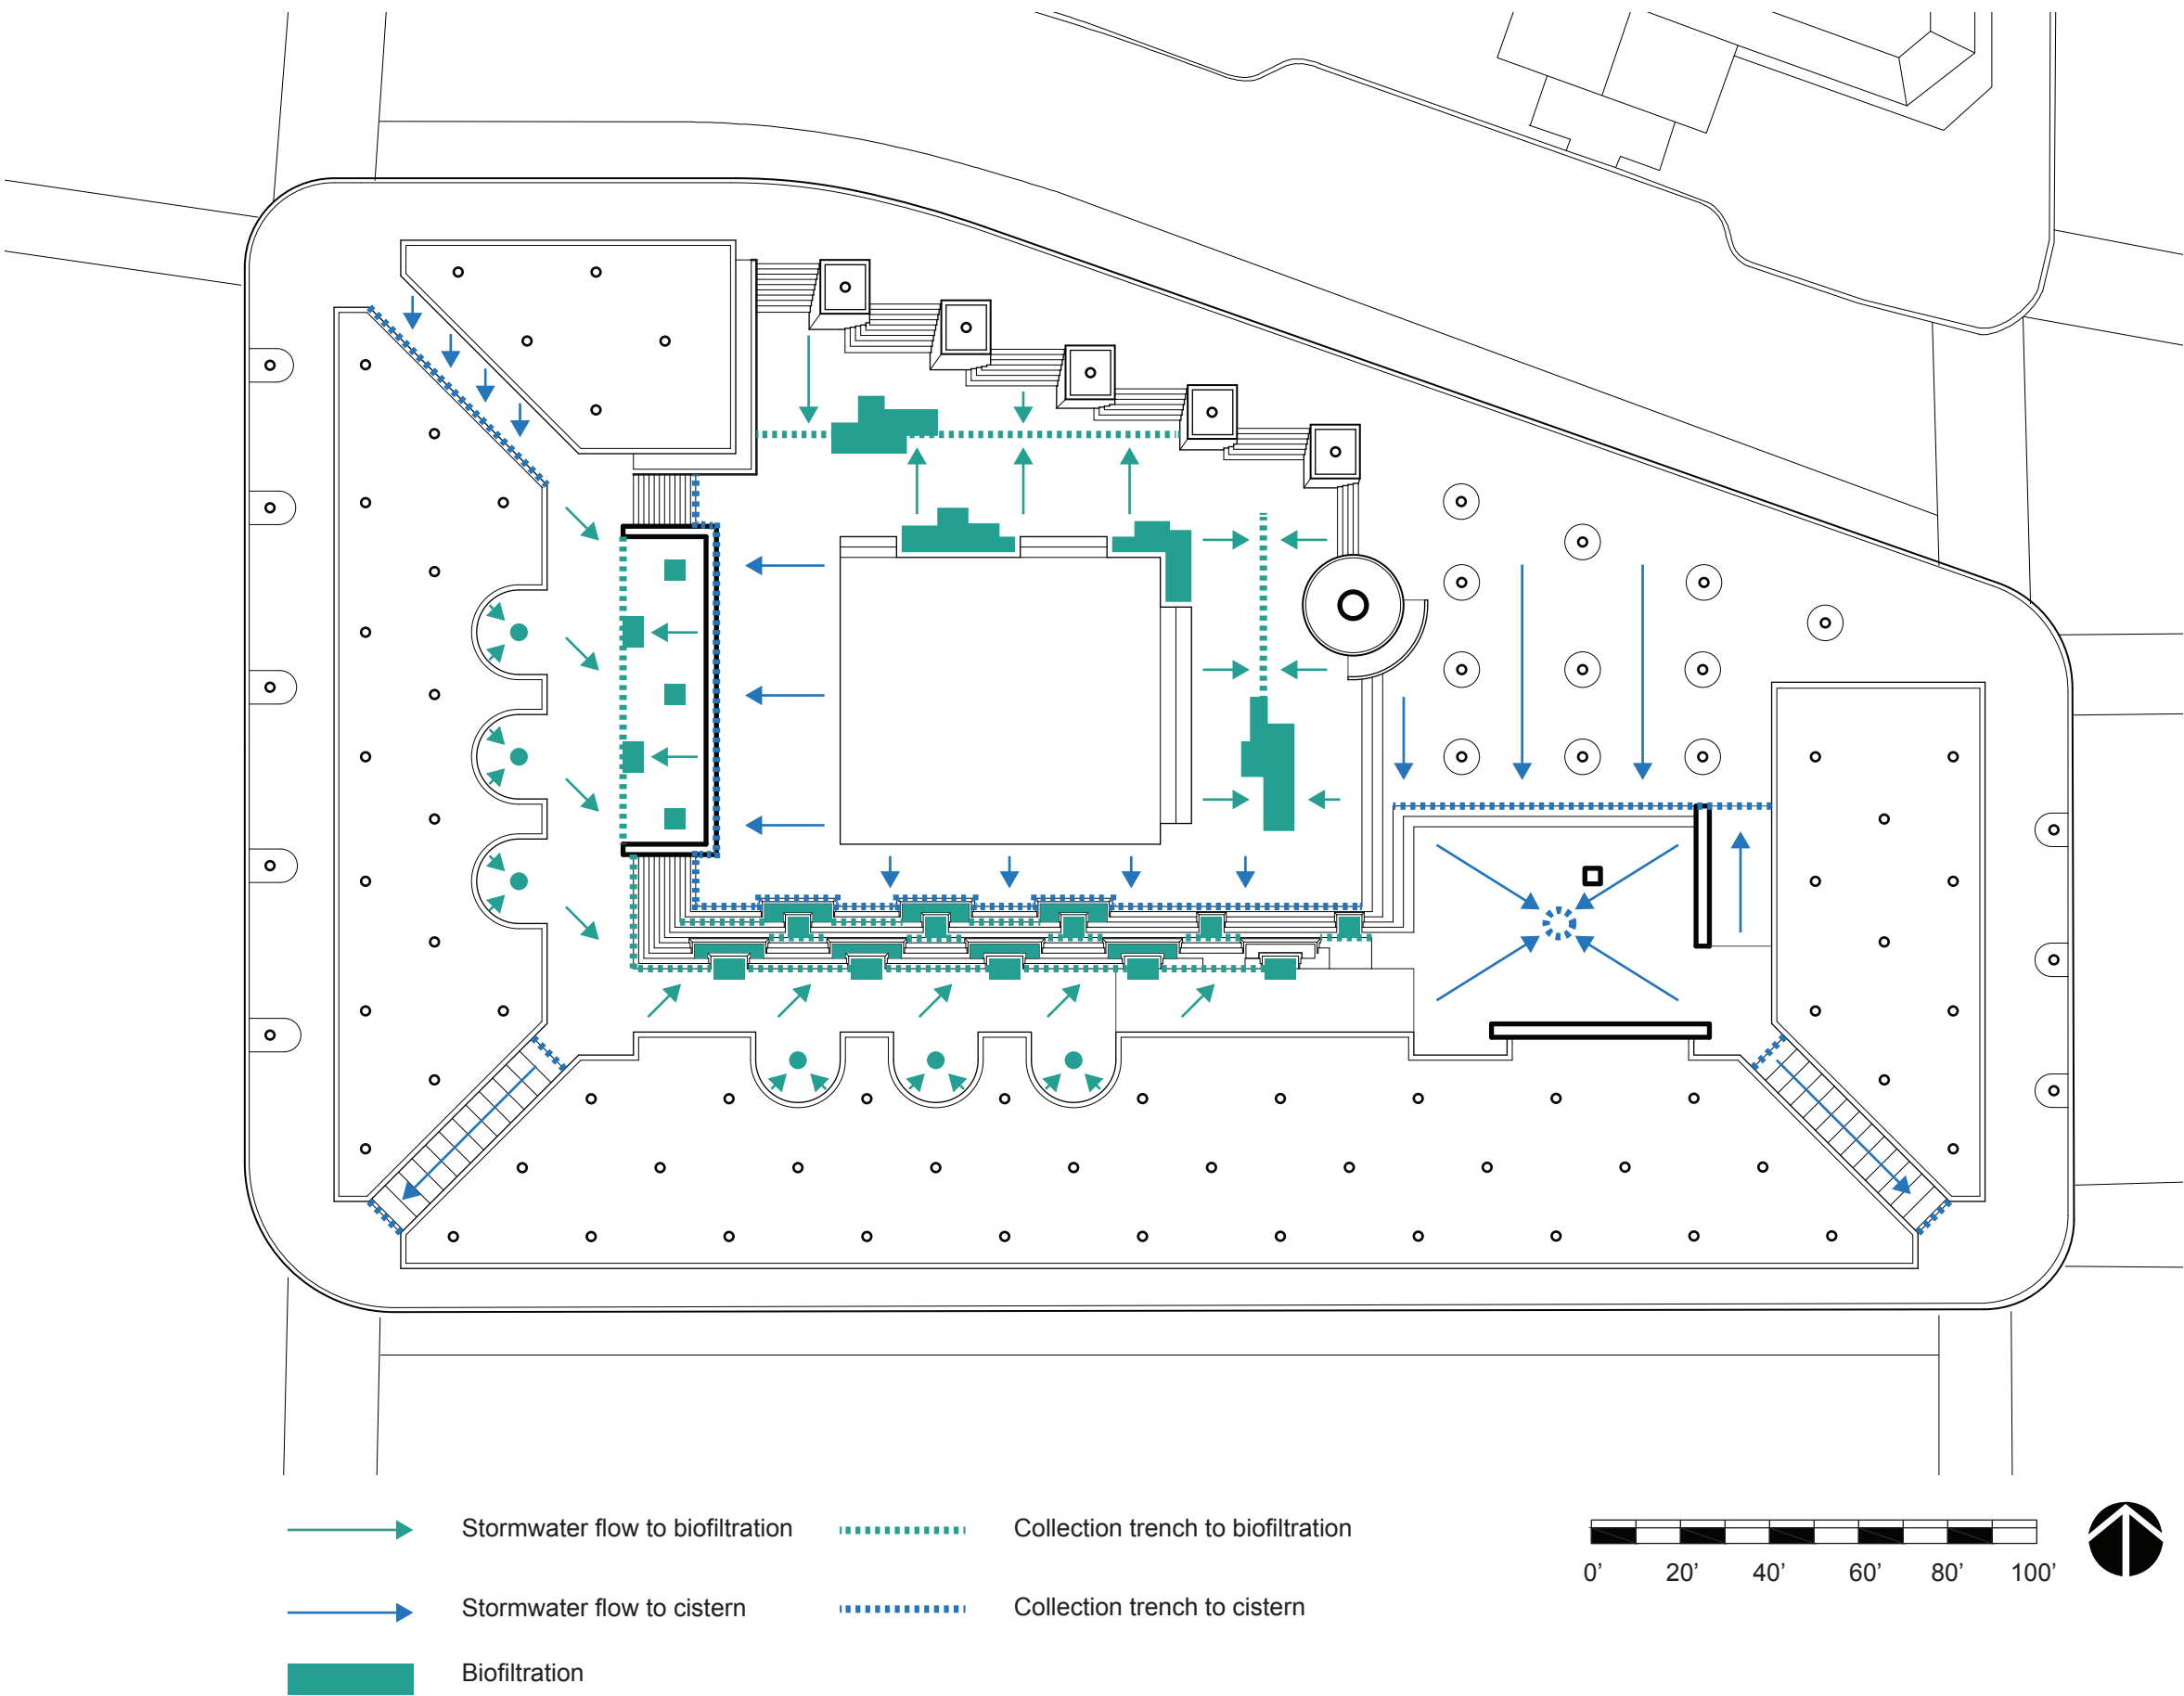 Stormwater flow to biofiltration
Collection trench to biofiltration
0’ 20’ 40’ 60’ 80’ 100’
Stormwater flow to cistern
Collection trench to cistern
Biofiltration